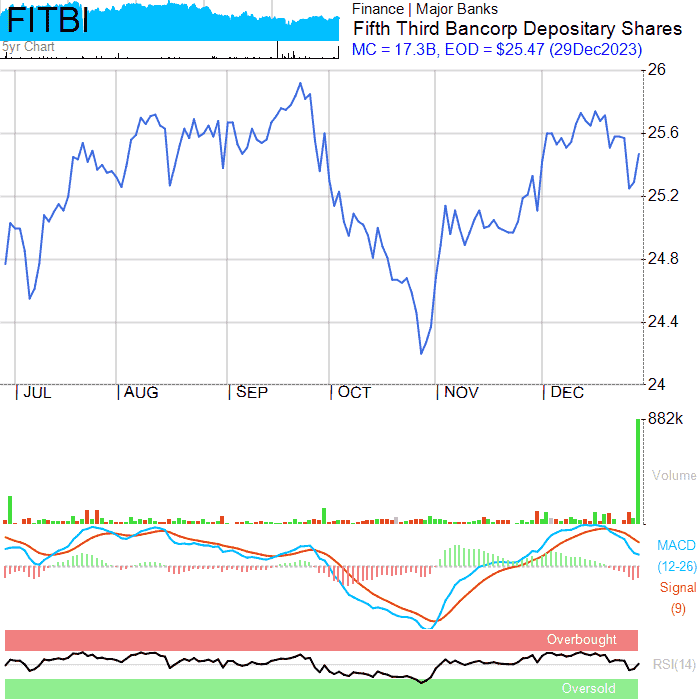 FITBI
5yr Chart
Finance | Major Banks
Fifth Third Bancorp Depositary Shares
MC = 17.3B, EOD = $25.47 (29Dec2023)
26
25.6
25.2
24.8
24.4
24
JUL AUG SEP OCT NOV DEC
882k
Volume
MACD
(12-26)
Signal
(9)
Overbought
RSI(14)
Oversold